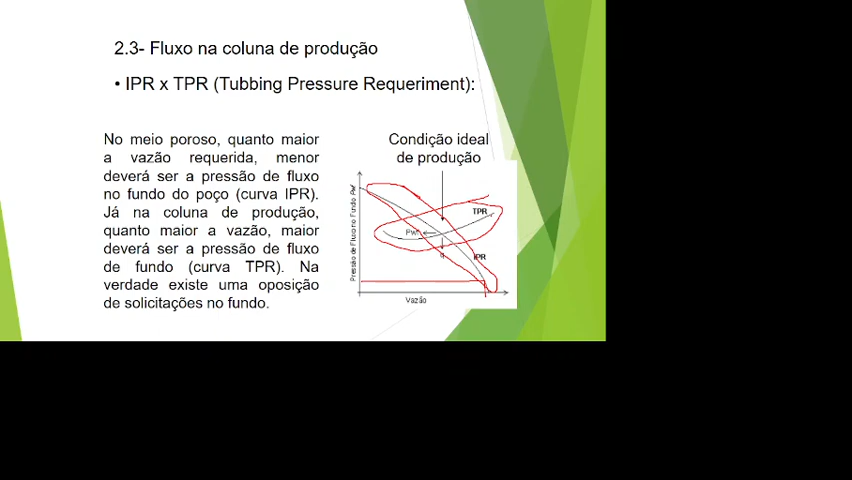 2.3- Fluxo na coluna de produção
• IPR x TPR (Tubbing Pressure Requeriment):
No meio poroso, quanto maior
a vazão requerida, menor
deverá ser a pressão de fluxo
no fundo do poço (curva IPR).
Já na coluna de produção,
quanto maior a vazão, maior
deverá ser a pressão de fluxo
de fundo (curva TPR). Na
verdade existe uma oposição
de solicitações no fundo.
Condição ideal
de produção
Pressão de Fluxo no Fundo Pwf
TPR
Pwf
q
IPR
Vazão